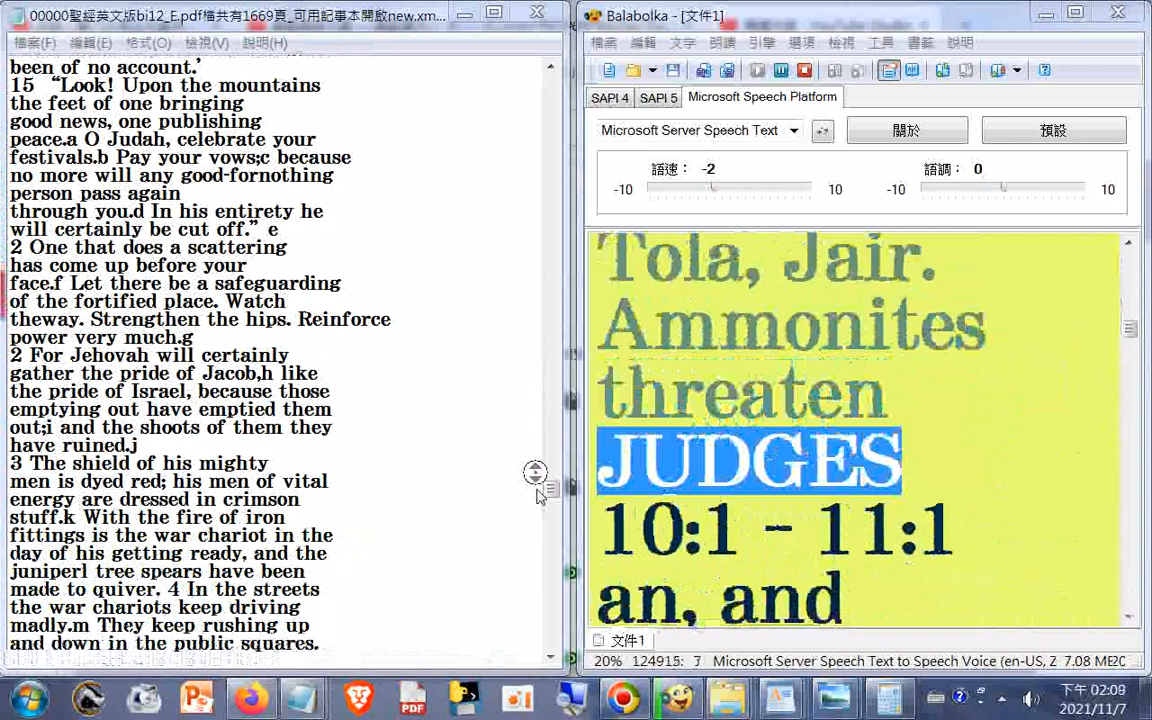 00000聖經英文版bi12_E.pdf檔共有1669頁_可用記事本開啟new.xm...
檔案(F) 編輯(E) 格式(O) 檢視(V) 說明(H)
been of no account.’
15 “Look! Upon the mountains
the feet of one bringing
good news, one publishing
peace.a O Judah, celebrate your
festivals.b Pay your vows;c because
no more will any good-fornothing
person pass again
through you.d In his entirety he
will certainly be cut off.” e
2 One that does a scattering
has come up before your
face.f Let there be a safeguarding
of the fortified place. Watch
theway. Strengthen the hips. Reinforce
power very much.g
2 For Jehovah will certainly
gather the pride of Jacob,h like
the pride of Israel, because those
emptying out have emptied them
out;i and the shoots of them they
have ruined.j
3 The shield of his mighty
men is dyed red; his men of vital
energy are dressed in crimson
stuff.k With the fire of iron
fittings is the war chariot in the
day of his getting ready, and the
juniperl tree spears have been
made to quiver. 4 In the streets
the war chariots keep driving
madly.m They keep rushing up
and down in the public squares.
Balabolka - [文件1]
檔案 編輯 文字 朗讀 引擎 選項 檢視 工具 書籤 說明
SAPI 4 SAPI 5 Microsoft Speech Platform
Microsoft Server Speech Text 關於 預設
語速: -2 語調: 0
-10 10 -10 10
Tola, Jair.
Ammonites
threaten
JUDGES
10:1 - 11:1
an, and
文件1
20% 124915: 7 Microsoft Server Speech Text to Speech Voice (en-US, Z 7.08 ME20
PDF
下午 02:09
2021/11/7